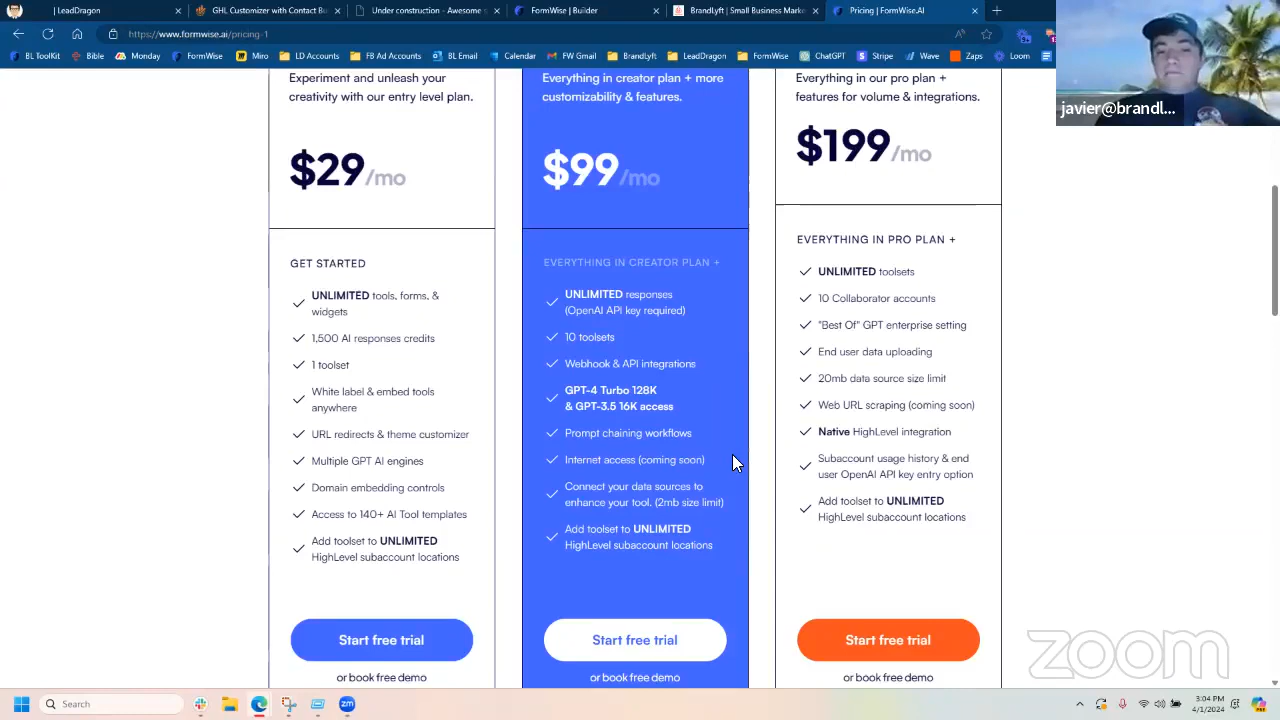 LeadDragon
GHL Customizer with Contact Bu
Under construction - Awesome s
FormWise | Builder
BrandLyft | Small Business Marke
Pricing | FormWise.AI
https://www.formwise.ai/pricing-1
BL ToolKit
Bible
Monday
FormWise
Miro
LD Accounts
FB Ad Accounts
BL Email
Calendar
FW Gmail
BrandLyft
LeadDragon
FormWise
ChatGPT
Stripe
Wave
Zaps
Loom
javier@brandl...
Experiment and unleash your
creativity with our entry level plan.
$29/mo
GET STARTED
UNLIMITED tools, forms, &
widgets
1,500 AI responses credits
1 toolset
White label & embed tools
anywhere
URL redirects & theme customizer
Multiple GPT AI engines
Domain embedding controls
Access to 140+ AI Tool templates
Add toolset to UNLIMITED
HighLevel subaccount locations
Start free trial
or book free demo
Everything in creator plan + more
customizability & features.
$99/mo
EVERYTHING IN CREATOR PLAN +
UNLIMITED responses
(OpenAI API key required)
10 toolsets
Webhook & API integrations
GPT-4 Turbo 128K
& GPT-3.5 16K access
Prompt chaining workflows
Internet access (coming soon)
Connect your data sources to
enhance your tool. (2mb size limit)
Add toolset to UNLIMITED
HighLevel subaccount locations
Start free trial
or book free demo
Everything in our pro plan +
features for volume & integrations.
$199/mo
EVERYTHING IN PRO PLAN +
UNLIMITED toolsets
10 Collaborator accounts
"Best Of" GPT enterprise setting
End user data uploading
20mb data source size limit
Web URL scraping (coming soon)
Native HighLevel integration
Subaccount usage history & end
user OpenAI API key entry option
Add toolset to UNLIMITED
HighLevel subaccount locations
Start free trial
or book free demo
zoom
Search
3:04 PM
4/1/2024